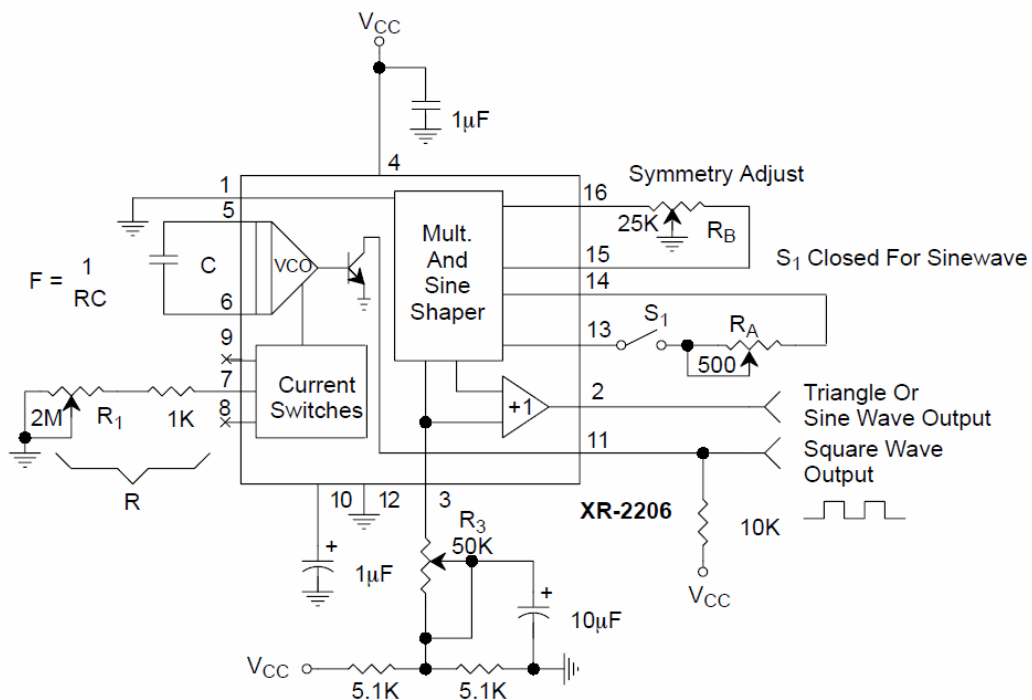 VCC
1µF
4
1
16
Symmetry Adjust
5
25K
RB
Mult.
And
Sine
Shaper
VCO
C
15
S1 Closed For Sinewave
F = 1
RC
14
6
13
S1
RA
500
9
7
8
Current
Switches
2M
R1
1K
+1
2
Triangle Or
Sine Wave Output
11
Square Wave
Output
R
10
12
3
XR-2206
10K
R3
50K
+
1µF
+
10µF
VCC
VCC
5.1K
5.1K